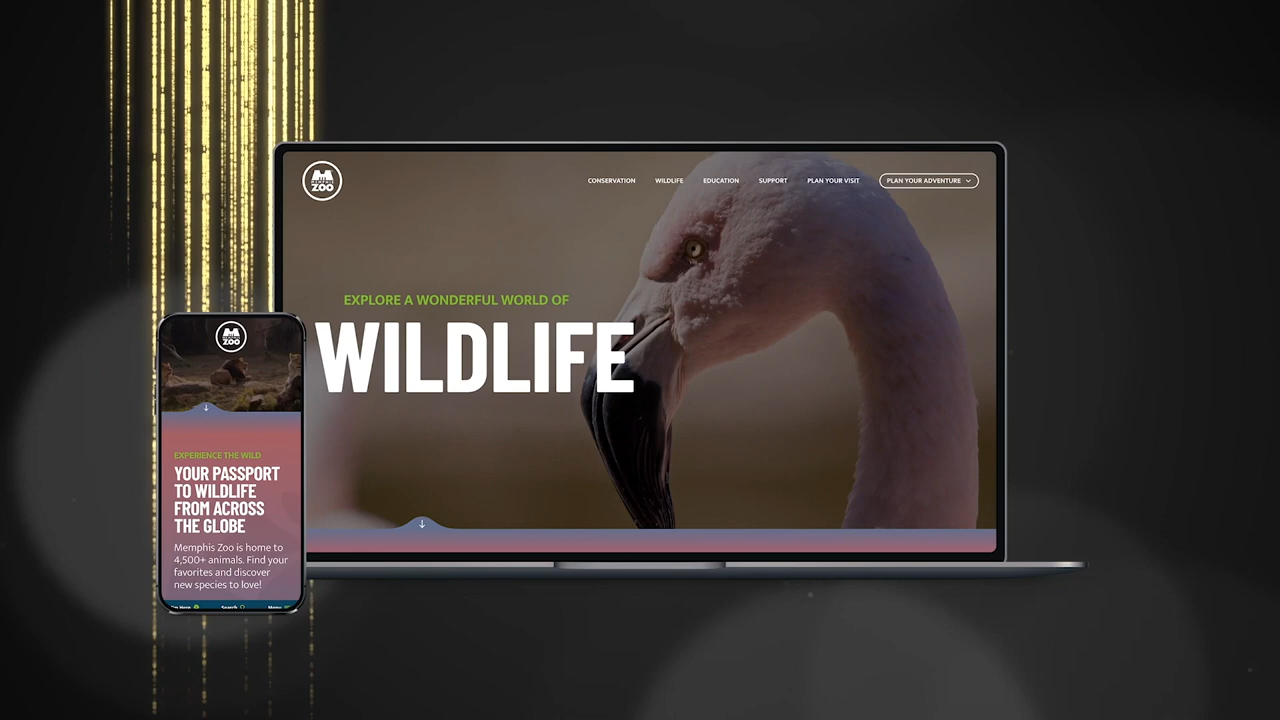 MEMPHIS
ZOO
CONSERVATION
WILDLIFE
EDUCATION
SUPPORT
PLAN YOUR VISIT
PLAN YOUR ADVENTURE
EXPLORE A WONDERFUL WORLD OF
WILDLIFE
ZOO
EXPERIENCE THE WILD
YOUR PASSPORT
TO WILDLIFE
FROM ACROSS
THE GLOBE
Memphis Zoo is home to
4,500+ animals. Find your
favorites and discover
new species to love!
Here
Search
Menu